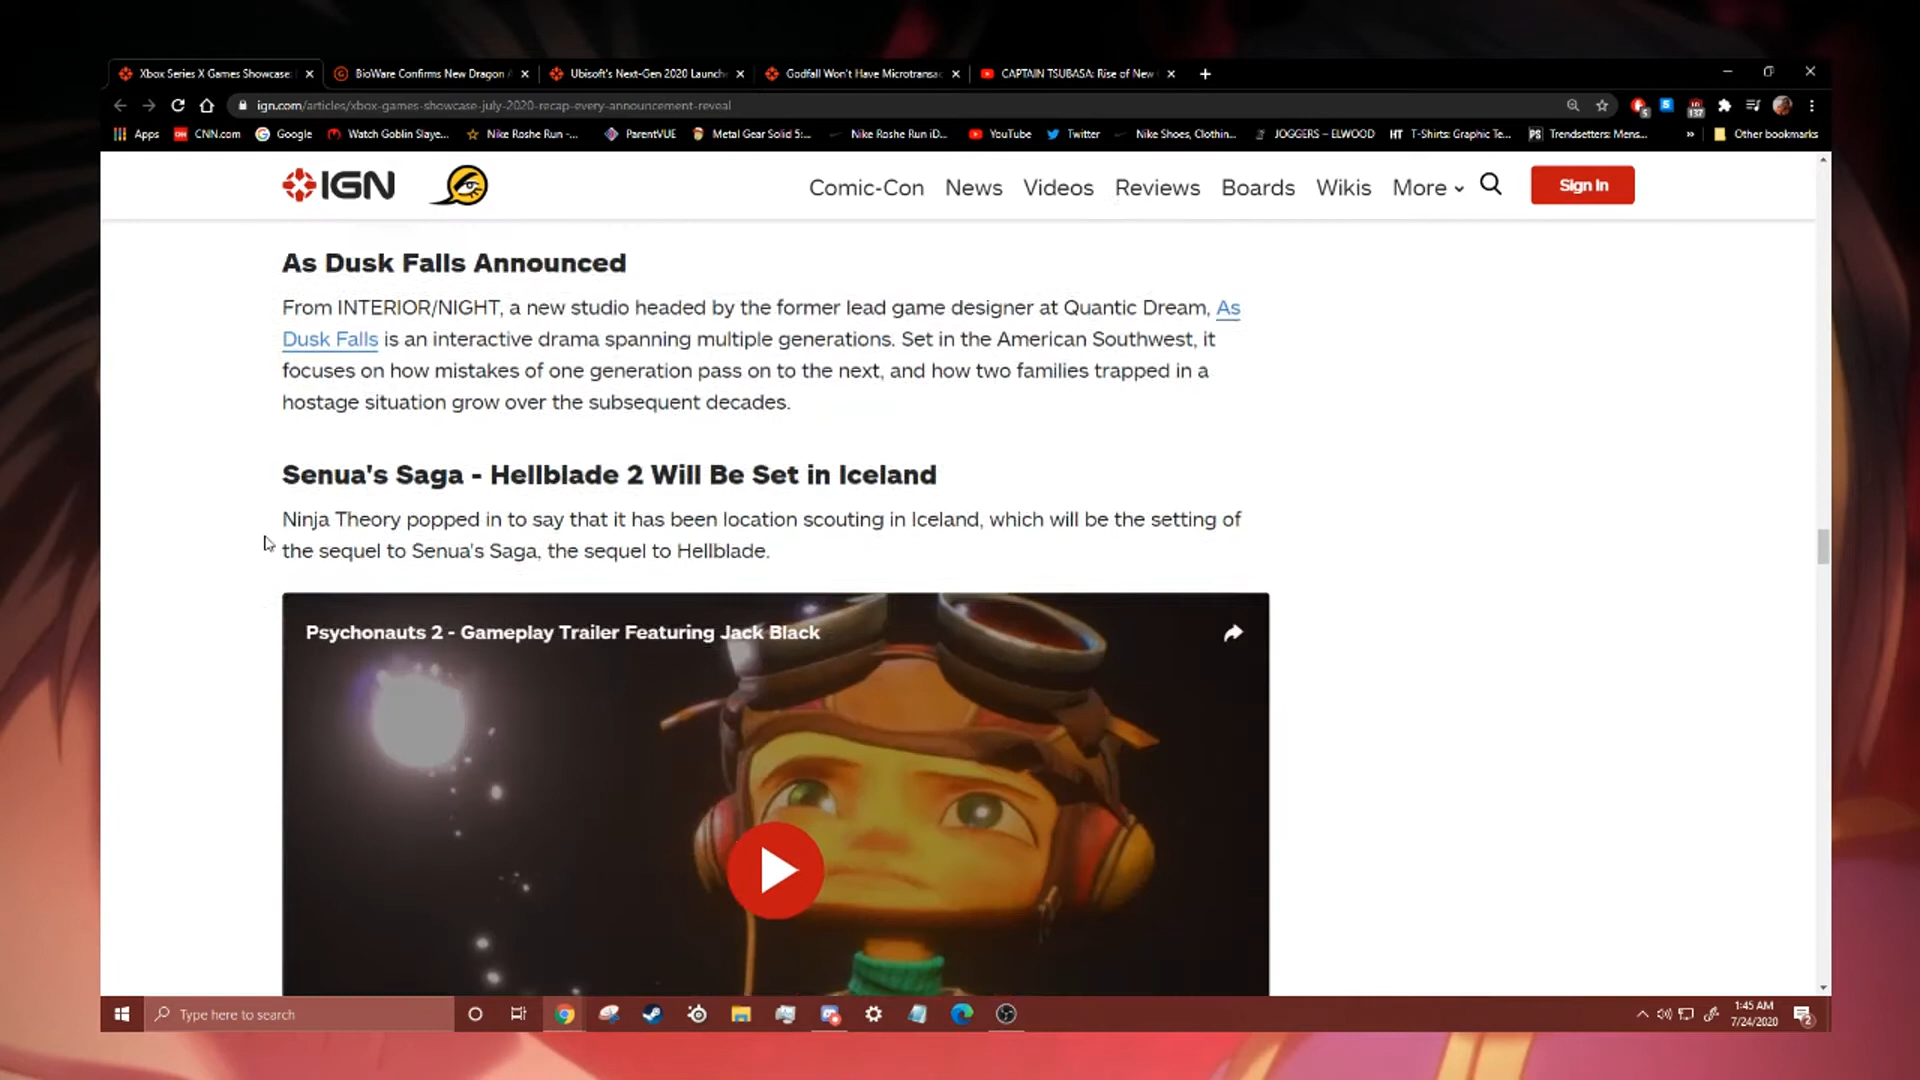 Xbox Series X Games Showcase:
BioWare Confirms New Dragon
Ubisoft's Next-Gen 2020 Launch
Godfall Won't Have Microtransac
CAPTAIN TSUBASA: Rise of New
ign.com/articles/xbox-games-showcase-july-2020-recap-every-announcement-reveal
5
137
Apps
CNN.com
Google
Watch Goblin Slaye...
Nike Roshe Run -...
ParentVUE
Metal Gear Solid 5:...
Nike Roshe Run iD...
YouTube
Twitter
Nike Shoes, Clothin...
JOGGERS – ELWOOD
HT T-Shirts: Graphic Te...
PS Trendsetters: Mens...
»
Other bookmarks
IGN
Comic-Con
News
Videos
Reviews
Boards
Wikis
More
Sign In
As Dusk Falls Announced
From INTERIOR/NIGHT, a new studio headed by the former lead game designer at Quantic Dream, As
Dusk Falls is an interactive drama spanning multiple generations. Set in the American Southwest, it
focuses on how mistakes of one generation pass on to the next, and how two families trapped in a
hostage situation grow over the subsequent decades.
Senua's Saga - Hellblade 2 Will Be Set in Iceland
Ninja Theory popped in to say that it has been location scouting in Iceland, which will be the setting of
the sequel to Senua's Saga, the sequel to Hellblade.
Psychonauts 2 - Gameplay Trailer Featuring Jack Black
Type here to search
1:45 AM
7/24/2020
2